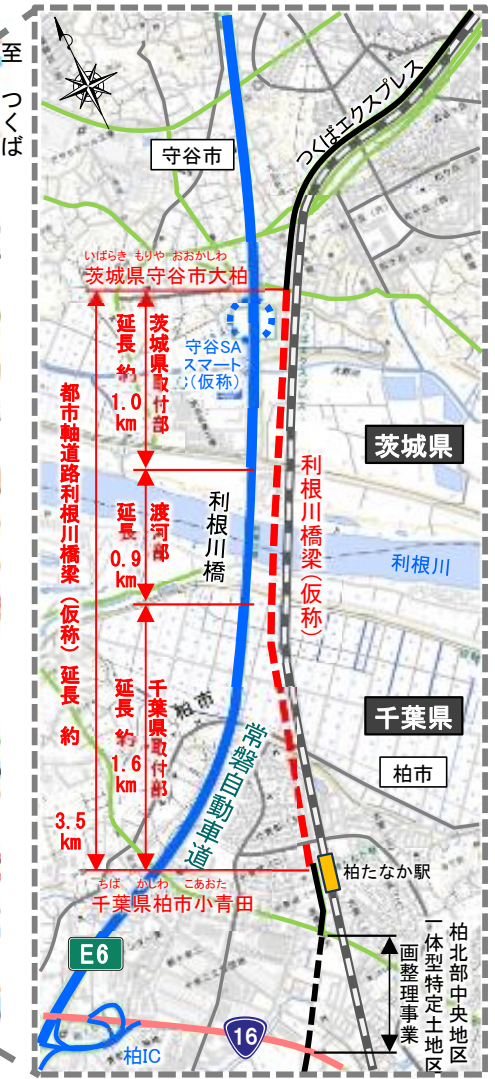 至 つくば
守谷市
つくばエクスプレス
いばらき もりや おおかしわ
茨城県守谷市大柏
守谷SA
スマート
(仮称)
茨城県取付部
延長 約
1.0
km
都市軸道路利根川橋梁(仮称) 延長 約
3.5
km
渡河部
延長
0.9
km
利根川橋
利根川橋梁(仮称)
茨城県
利根川
千葉県取付部
延長 約
1.6
km
柏市
千葉県
柏市
常磐自動車道
柏たなか駅
ちば かしわ こあおた
千葉県柏市小青田
E6
16
柏IC
柏北部中央地区
一体型特定土地区
画整理事業